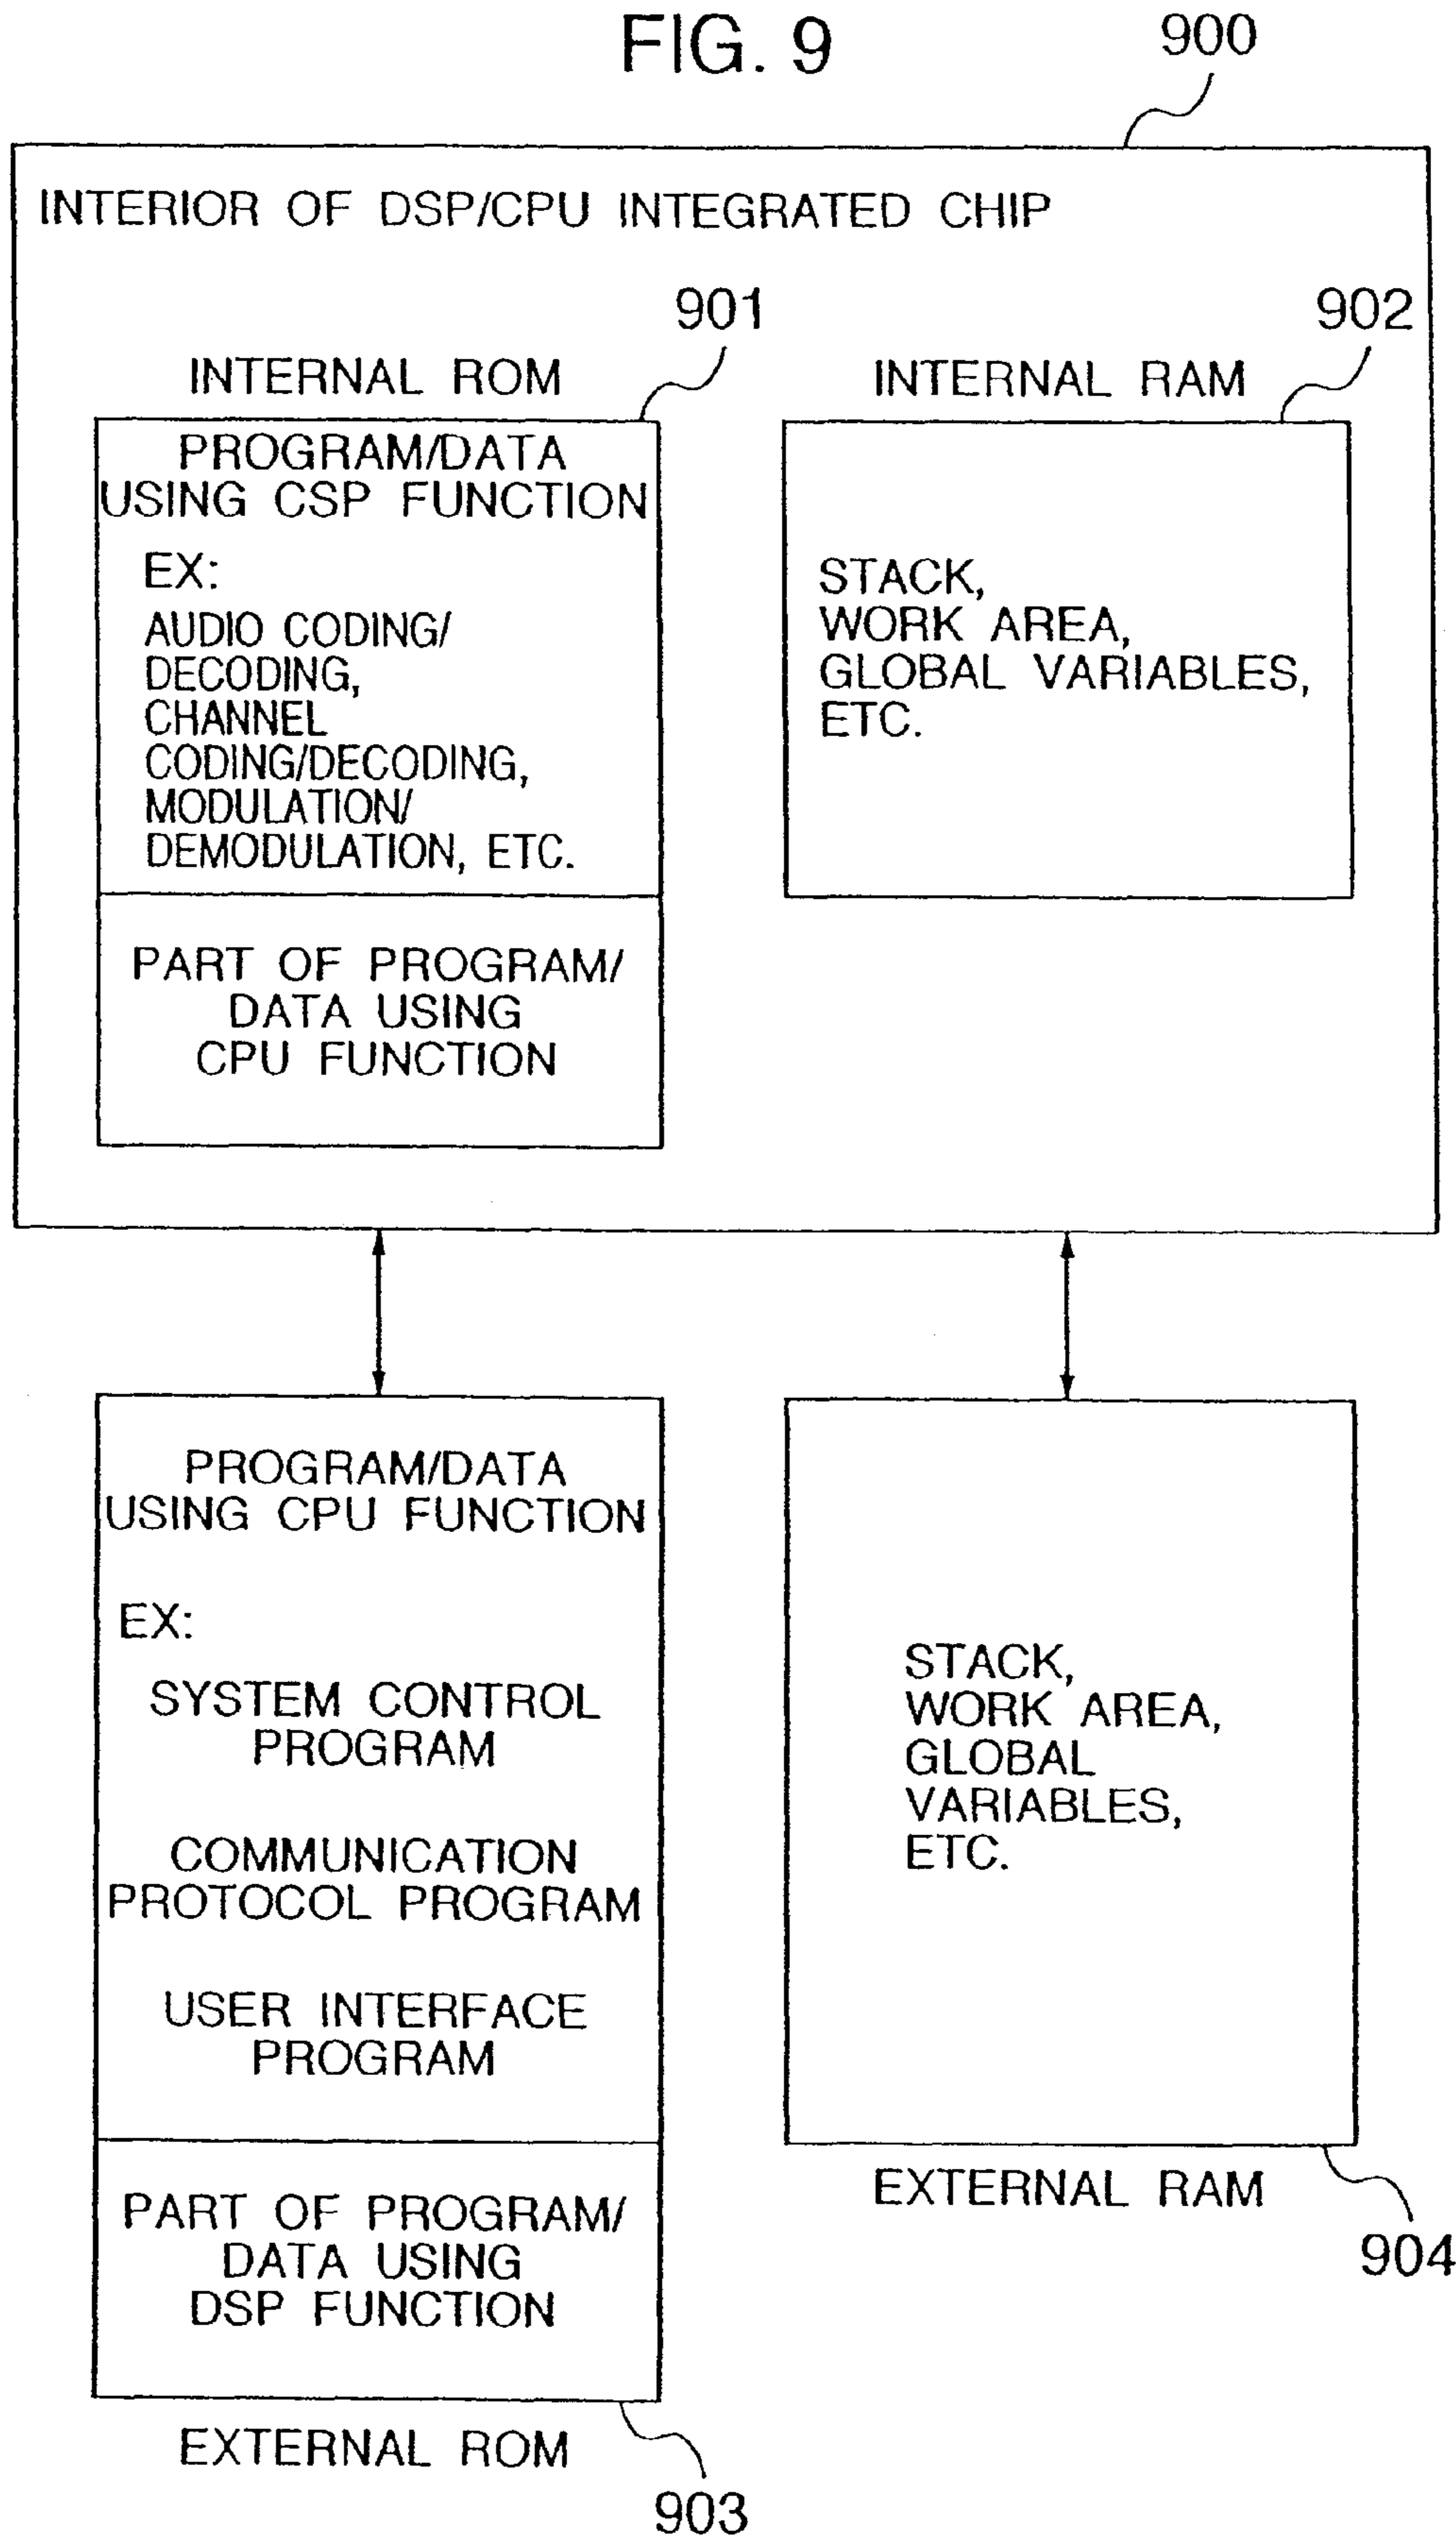 FIG. 9
900
INTERIOR OF DSP/CPU INTEGRATED CHIP
901
INTERNAL ROM
PROGRAM/DATA
USING CSP FUNCTION
EX:
AUDIO CODING/
DECODING,
CHANNEL
CODING/DECODING,
MODULATION/
DEMODULATION, ETC.
PART OF PROGRAM/
DATA USING
CPU FUNCTION
902
INTERNAL RAM
STACK,
WORK AREA,
GLOBAL VARIABLES,
ETC.
PROGRAM/DATA
USING CPU FUNCTION
EX:
SYSTEM CONTROL
PROGRAM
COMMUNICATION
PROTOCOL PROGRAM
USER INTERFACE
PROGRAM
PART OF PROGRAM/
DATA USING
DSP FUNCTION
EXTERNAL ROM
903
STACK,
WORK AREA,
GLOBAL
VARIABLES,
ETC.
EXTERNAL RAM
904